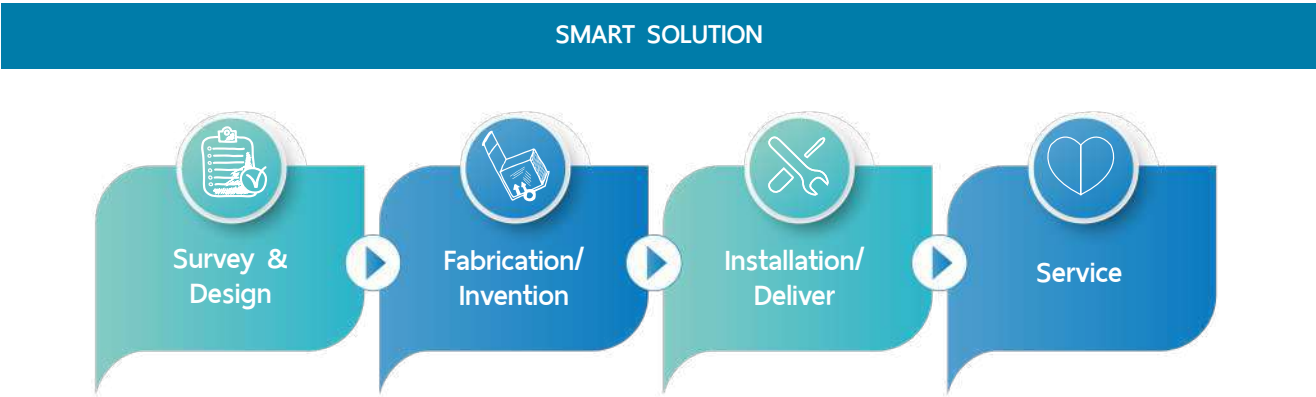 SMART SOLUTION
Survey &
Design
Fabrication/
Invention
Installation/
Deliver
Service